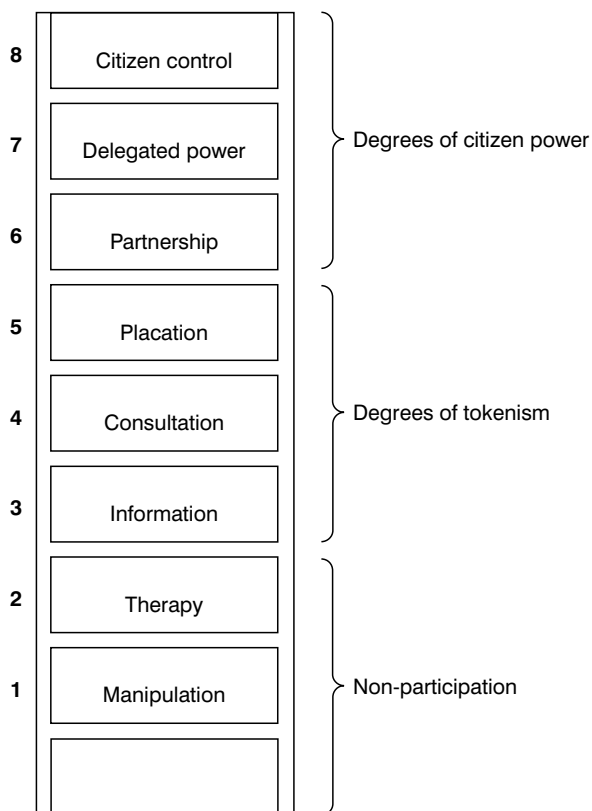 8
Citizen control
7
Delegated power
Degrees of citizen power
6
Partnership
5
Placation
4
Consultation
Degrees of tokenism
3
Information
2
Therapy
1
Manipulation
Non-participation